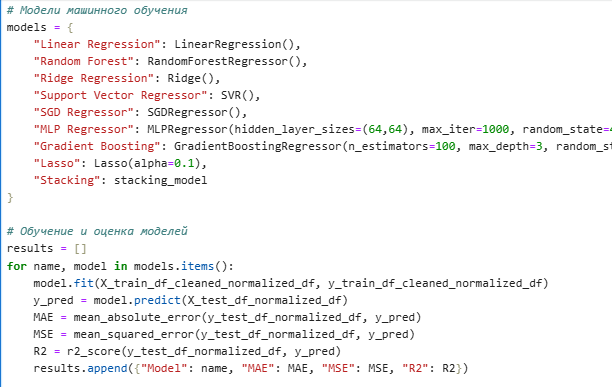 # Модели машинного обучения
models = {
    "Linear Regression": LinearRegression(),
    "Random Forest": RandomForestRegressor(),
    "Ridge Regression": Ridge(),
    "Support Vector Regressor": SVR(),
    "SGD Regressor": SGDRegressor(),
    "MLP Regressor": MLPRegressor(hidden_layer_sizes=(64,64), max_iter=1000, random_state=4
    "Gradient Boosting": GradientBoostingRegressor(n_estimators=100, max_depth=3, random_st
    "Lasso": Lasso(alpha=0.1),
    "Stacking": stacking_model
}
# Обучение и оценка моделей
results = []
for name, model in models.items():
    model.fit(X_train_df_cleaned_normalized_df, y_train_df_cleaned_normalized_df)
    y_pred = model.predict(X_test_df_normalized_df)
    MAE = mean_absolute_error(y_test_df_normalized_df, y_pred)
    MSE = mean_squared_error(y_test_df_normalized_df, y_pred)
    R2 = r2_score(y_test_df_normalized_df, y_pred)
    results.append({"Model": name, "MAE": MAE, "MSE": MSE, "R2": R2})